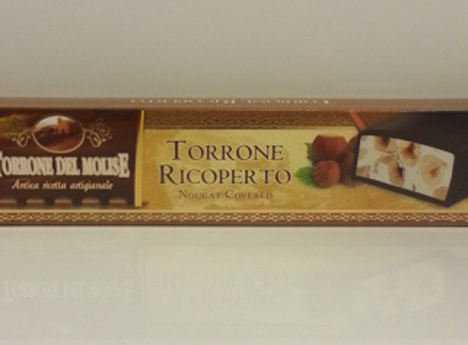 TORRONE DEL MOLISE
Antica ricetta artigianale
TORRONE
RICOPERTO
NOUGAT COVERED